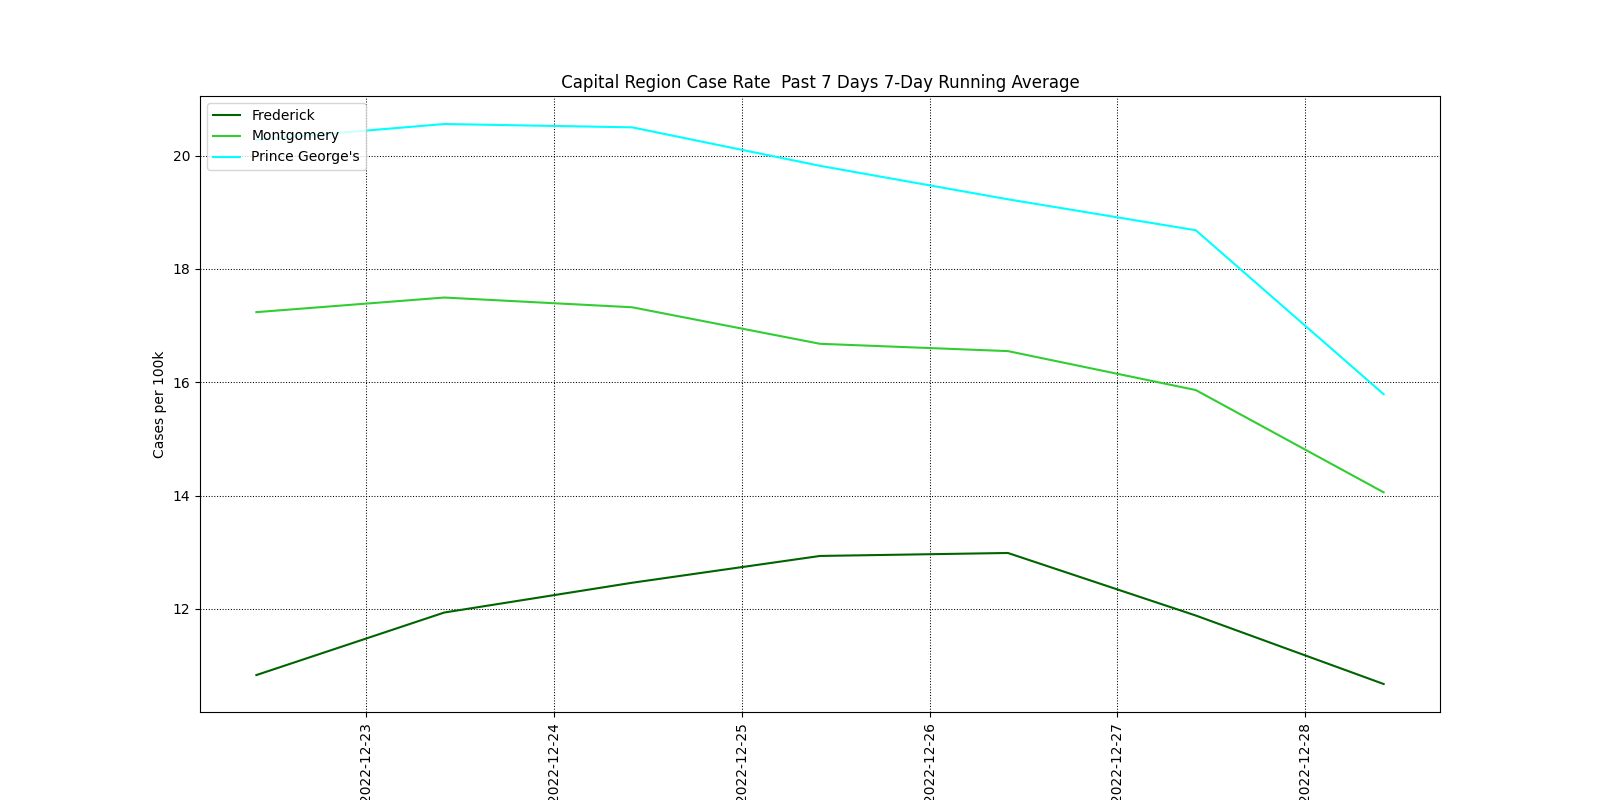 Capital Region Case Rate  Past 7 Days 7-Day Running Average
Frederick
Montgomery
Prince George's
Cases per 100k
20
18
16
14
12
2022-12-23
2022-12-24
2022-12-25
2022-12-26
2022-12-27
2022-12-28